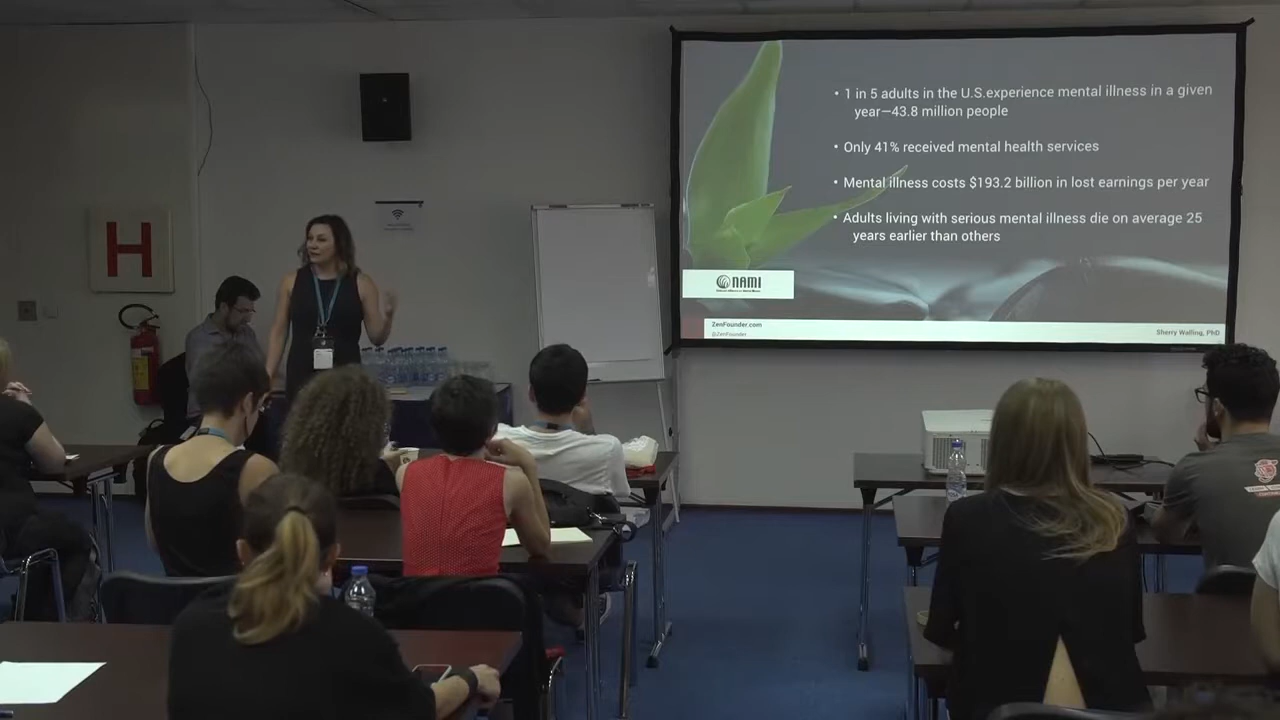 • 1 in 5 adults in the U.S.experience mental illness in a given
year—43.8 million people
• Only 41% received mental health services
• Mental illness costs $193.2 billion in lost earnings per year
• Adults living with serious mental illness die on average 25
years earlier than others
NAMI
ZenFounder.com
@ZenFounder
Sherry Walling, PhD
H